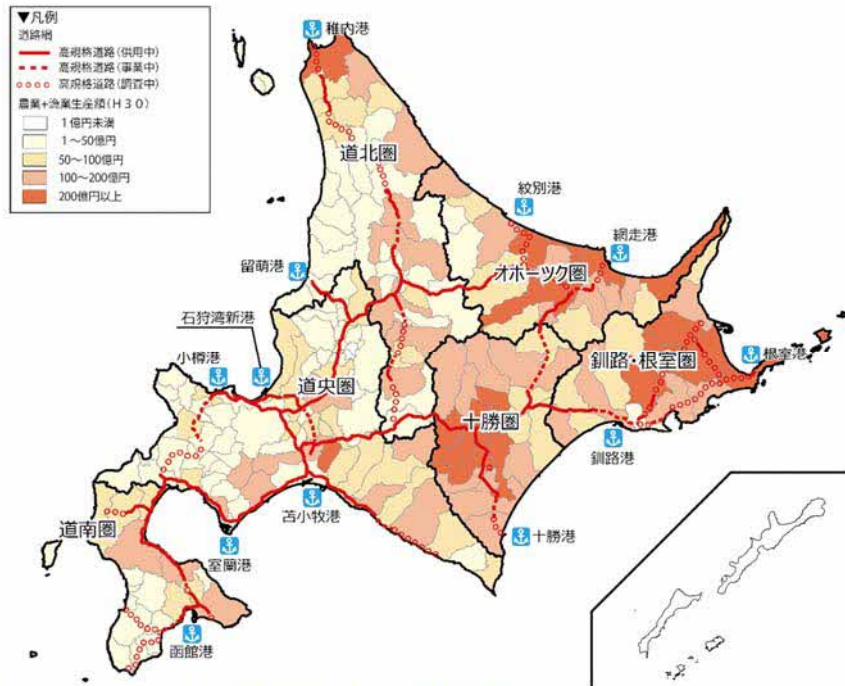 ▼凡例
道路網
高規格道路(供用中)
高規格道路(事業中)
高規格道路(調査中)
農業+漁業生産額(H30)
1億円未満
1~50億円
50~100億円
100~200億円
200億円以上
稚内港
道北圏
紋別港
網走港
オホーツク圏
留萌港
石狩湾新港
小樽港
道央圏
釧路・根室圏
根室港
十勝圏
釧路港
苫小牧港
十勝港
道南圏
室蘭港
函館港